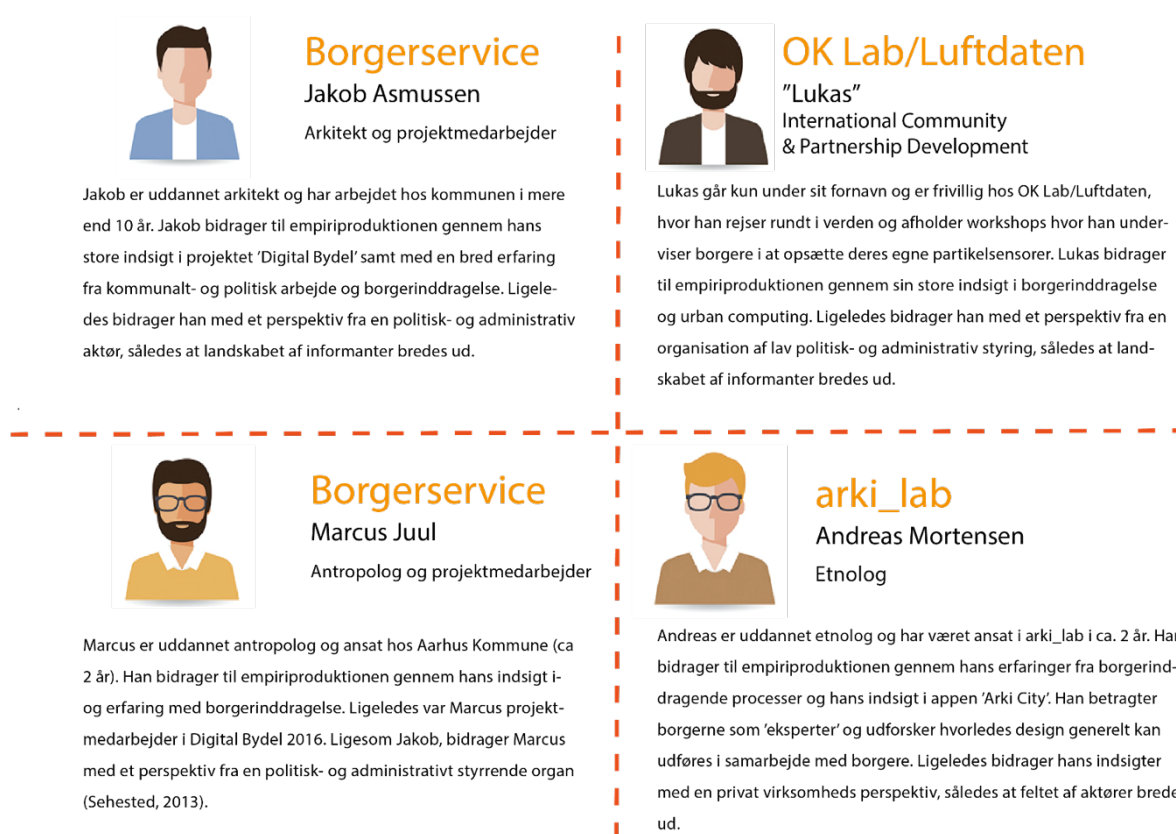 Borgerservice
Jakob Asmussen
Arkitekt og projektmedarbejder
Jakob er uddannet arkitekt og har arbejdet hos kommunen i mere
end 10 år. Jakob bidrager til empiriproduktionen gennem hans
store indsigt i projektet 'Digital Bydel' samt med en bred erfaring
fra kommunalt- og politisk arbejde og borgerinddragelse. Ligele-
des bidrager han med et perspektiv fra en politisk- og administrativ
aktør, således at landskabet af informanter bredes ud.
OK Lab/Luftdaten
"Lukas"
International Community
& Partnership Development
Lukas går kun under sit fornavn og er frivillig hos OK Lab/Luftdaten,
hvor han rejser rundt i verden og afholder workshops hvor han under-
viser borgere i at opsætte deres egne partikelsensorer. Lukas bidrager
til empiriproduktionen gennem sin store indsigt i borgerinddragelse
og urban computing. Ligeledes bidrager han med et perspektiv fra en
organisation af lav politisk- og administrativ styring, således at land-
skabet af informanter bredes ud.
Borgerservice
Marcus Juul
Antropolog og projektmedarbejder
Marcus er uddannet antropolog og ansat hos Aarhus Kommune (ca
2 år). Han bidrager til empiriproduktionen gennem hans indsigt i-
og erfaring med borgerinddragelse. Ligeledes var Marcus projekt-
medarbejder i Digital Bydel 2016. Ligesom Jakob, bidrager Marcus
med et perspektiv fra en politisk- og administrativt styrrende organ
(Sehested, 2013).
arki_lab
Andreas Mortensen
Etnolog
Andreas er uddannet etnolog og har været ansat i arki_lab i ca. 2 år. Han
bidrager til empiriproduktionen gennem hans erfaringer fra borgerind-
dragende processer og hans indsigt i appen 'Arki City'. Han betragter
borgerne som 'eksperter' og udforsker hvorledes design generelt kan
udføres i samarbejde med borgere. Ligeledes bidrager hans indsigter
med en privat virksomheds perspektiv, således at feltet af aktører brede
ud.